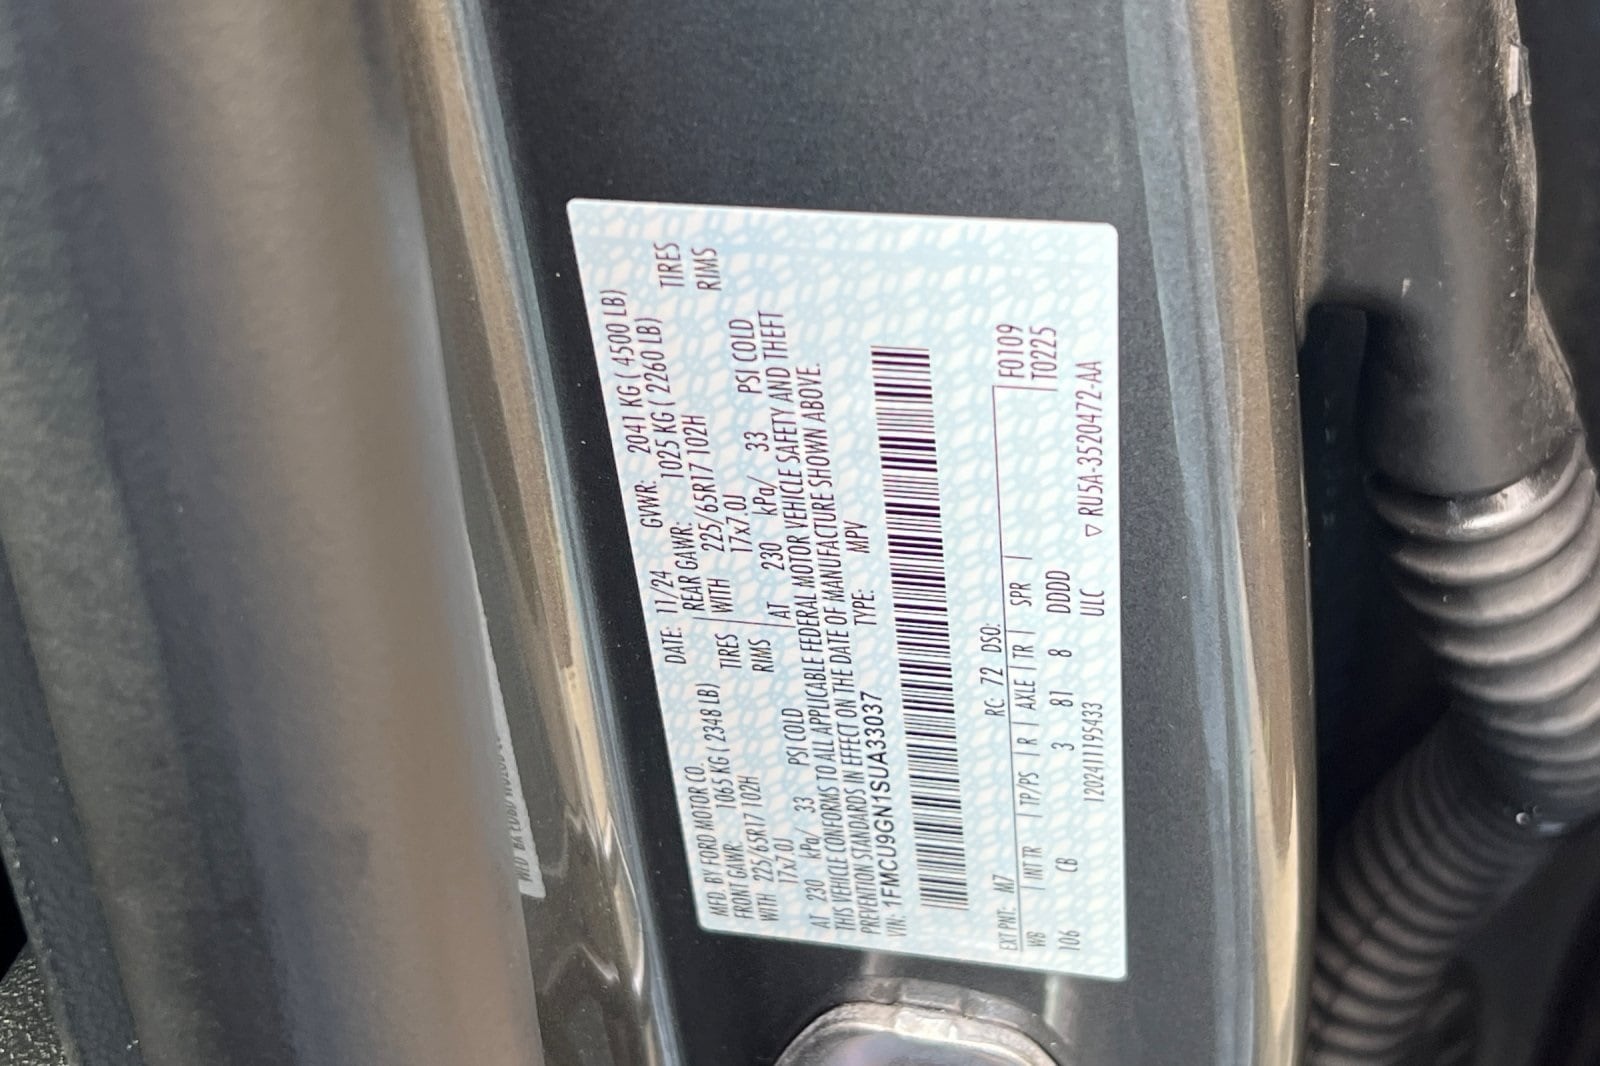 MFD. BY FORD MOTOR CO. DATE: 11/24 GVWR: 2041 KG ( 4500 LB)
FRONT GAWR: 1065 KG ( 2348 LB) REAR GAWR: 1025 KG ( 2260 LB)
WITH 225/65R17 102H TIRES WITH 225/65R17 102H TIRES
17x7.0J RIMS 17x7.0J RIMS
AT 230 kPa/ 33 PSI COLD AT 230 kPa/ 33 PSI COLD
THIS VEHICLE CONFORMS TO ALL APPLICABLE FEDERAL MOTOR VEHICLE SAFETY AND THEFT
PREVENTION STANDARDS IN EFFECT ON THE DATE OF MANUFACTURE SHOWN ABOVE.
VIN: 1FMCU9GN1SUA33037 TYPE: MPV
EXT PNT: M7 RC: 72 DSO: F0109
WB INT TR TP/PS R AXLE TR SPR T0225
106 CB 3 81 8 DDDD
1202411195433 ULC ▽ RU5A-3520472-AA